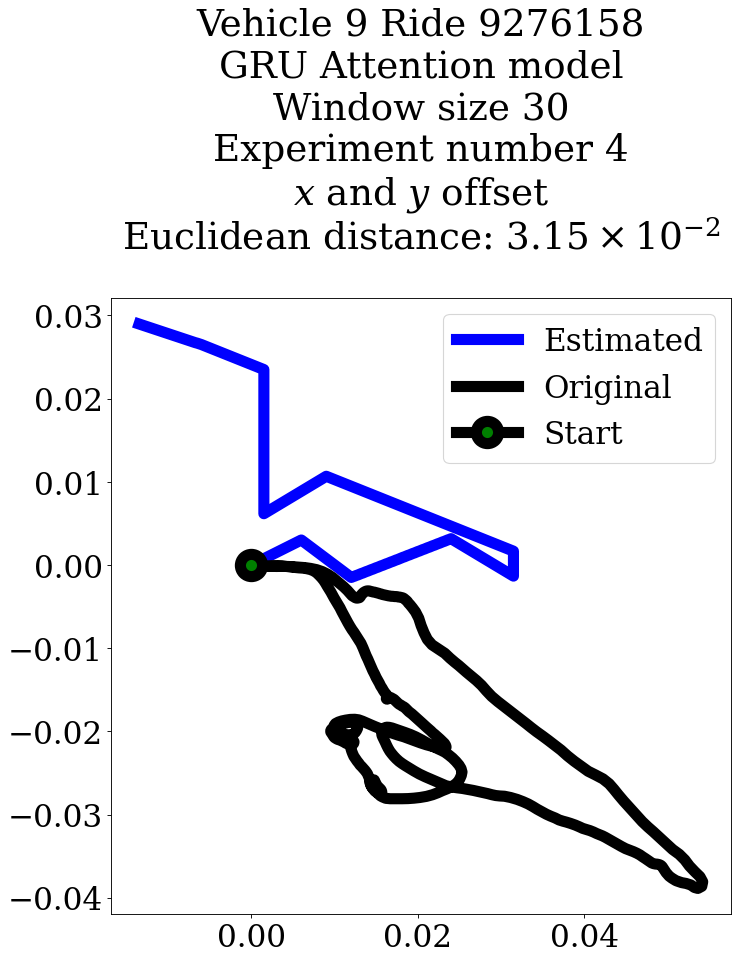 Vehicle 9 Ride 9276158
GRU Attention model
Window size 30
Experiment number 4
x and y offset
Euclidean distance: 3.15 × 10⁻²
0.03
0.02
0.01
0.00
−0.01
−0.02
−0.03
−0.04
Estimated
Original
Start
0.00 0.02 0.04